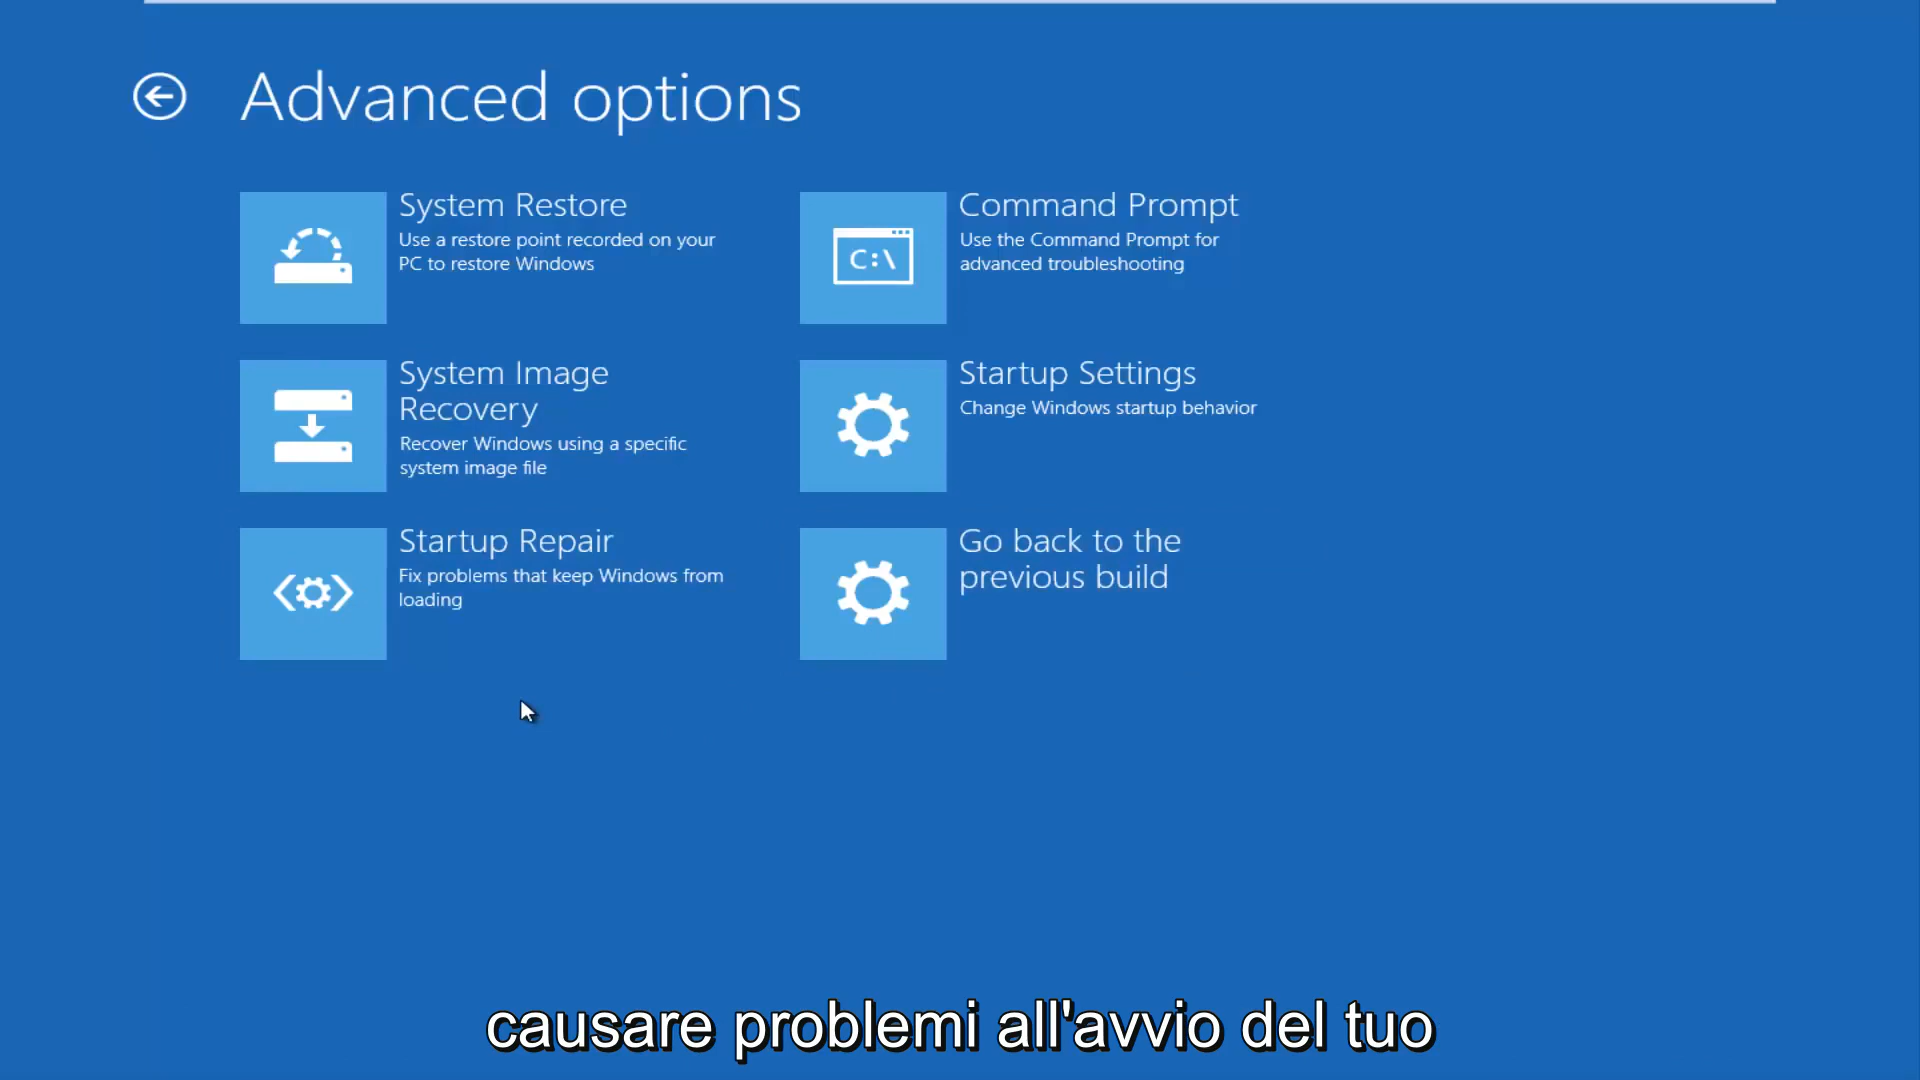 Advanced options
System Restore
Use a restore point recorded on your
PC to restore Windows
System Image
Recovery
Recover Windows using a specific
system image file
Startup Repair
Fix problems that keep Windows from
loading
Command Prompt
Use the Command Prompt for
advanced troubleshooting
C:\
Startup Settings
Change Windows startup behavior
Go back to the
previous build
causare problemi all'avvio del tuo